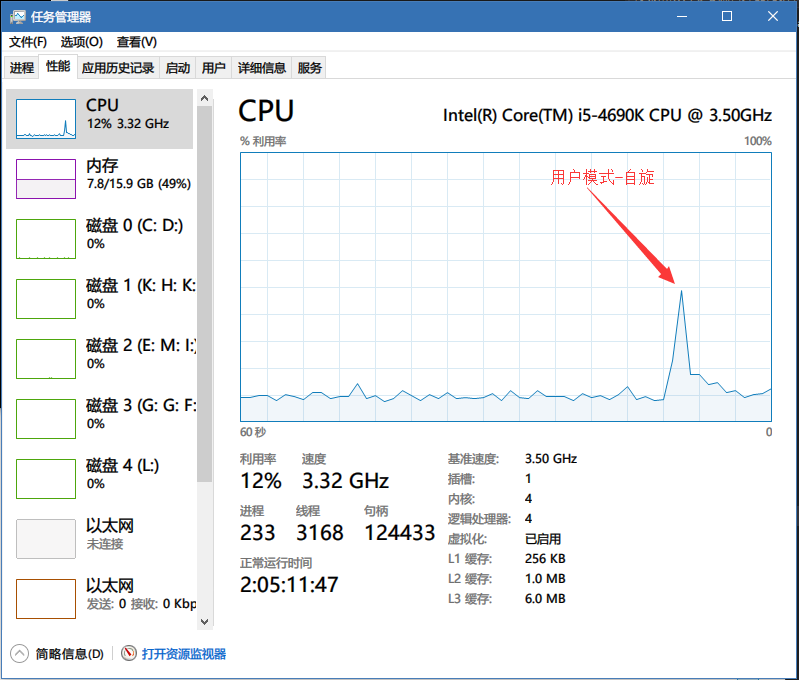 任务管理器
文件(F) 选项(O) 查看(V)
进程 性能 应用历史记录 启动 用户 详细信息 服务
CPU
12% 3.32 GHz
内存
7.8/15.9 GB (49%)
磁盘 0 (C: D:)
0%
磁盘 1 (K: H: K:
0%
磁盘 2 (E: M: I:)
0%
磁盘 3 (G: G: F:
0%
磁盘 4 (L:)
0%
以太网
未连接
以太网
发送: 0 接收: 0 Kbp
CPU
Intel(R) Core(TM) i5-4690K CPU @ 3.50GHz
% 利用率 100%
用户模式-自旋
60 秒 0
利用率 速度
12% 3.32 GHz
进程 线程 句柄
233 3168 124433
正常运行时间
2:05:11:47
基准速度: 3.50 GHz
插槽: 1
内核: 4
逻辑处理器: 4
虚拟化: 已启用
L1 缓存: 256 KB
L2 缓存: 1.0 MB
L3 缓存: 6.0 MB
简略信息(D) 打开资源监视器